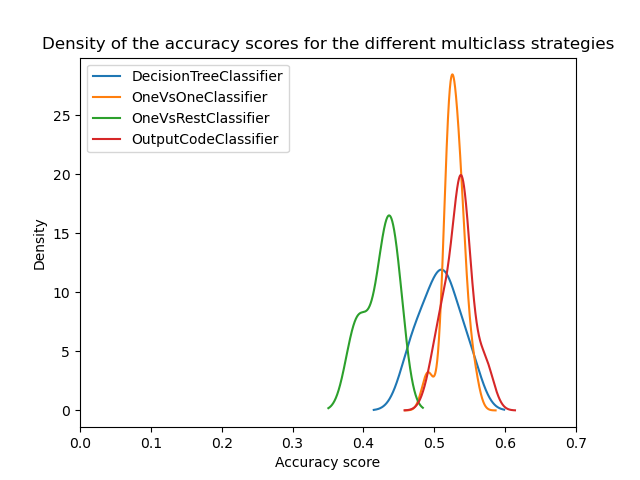 Density of the accuracy scores for the different multiclass strategies
DecisionTreeClassifier
OneVsOneClassifier
OneVsRestClassifier
OutputCodeClassifier
Density
25
20
15
10
5
0
0.0 0.1 0.2 0.3 0.4 0.5 0.6 0.7
Accuracy score